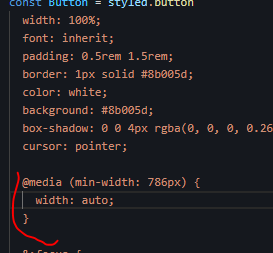 const Button = styled.button
width: 100%;
font: inherit;
padding: 0.5rem 1.5rem;
border: 1px solid #8b005d;
color: white;
background: #8b005d;
box-shadow: 0 0 4px rgba(0, 0, 0, 0.26
cursor: pointer;
@media (min-width: 786px) {
width: auto;
}